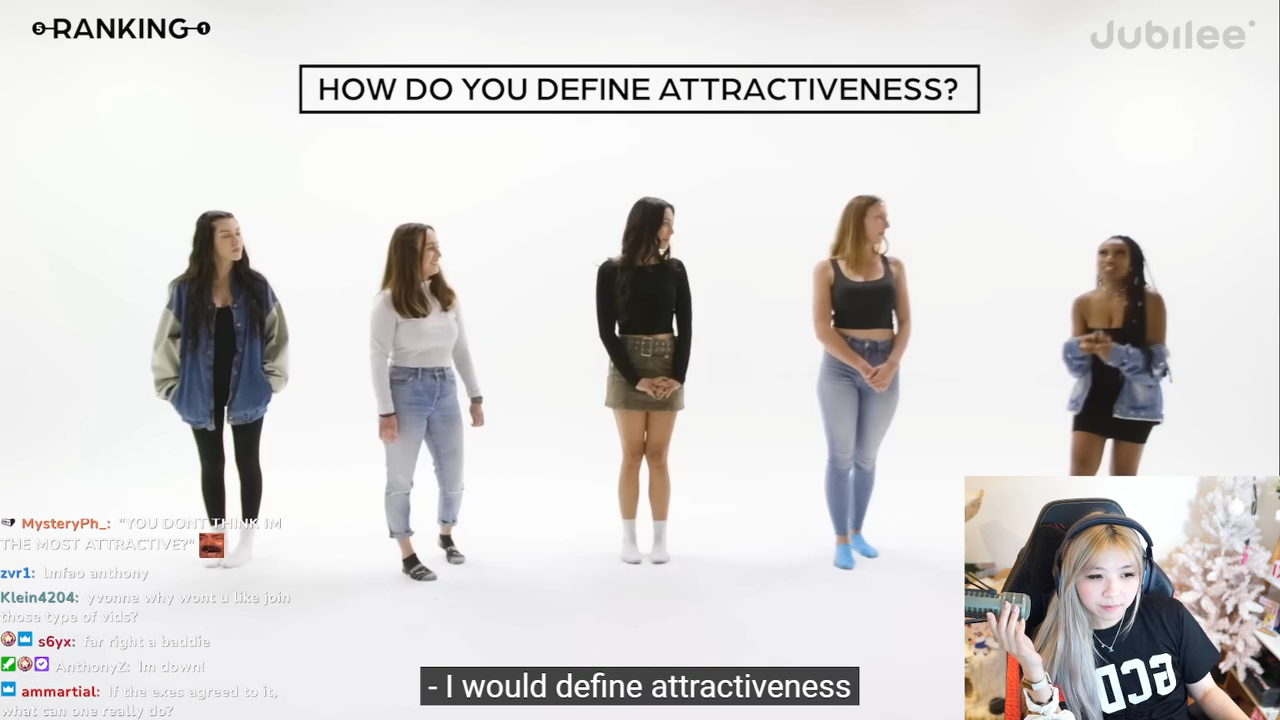 5 RANKING 1
Jubilee
HOW DO YOU DEFINE ATTRACTIVENESS?
MysteryPh_: "YOU DONT THINK IM
THE MOST ATTRACTIVE?"
zvr1: lmfao anthony
Klein4204: yvonne why wont u like join
those type of vids?
s6yx: far right a baddie
AnthonyZ: Im down!
ammartial: If the exes agreed to it,
what can one really do?
- I would define attractiveness